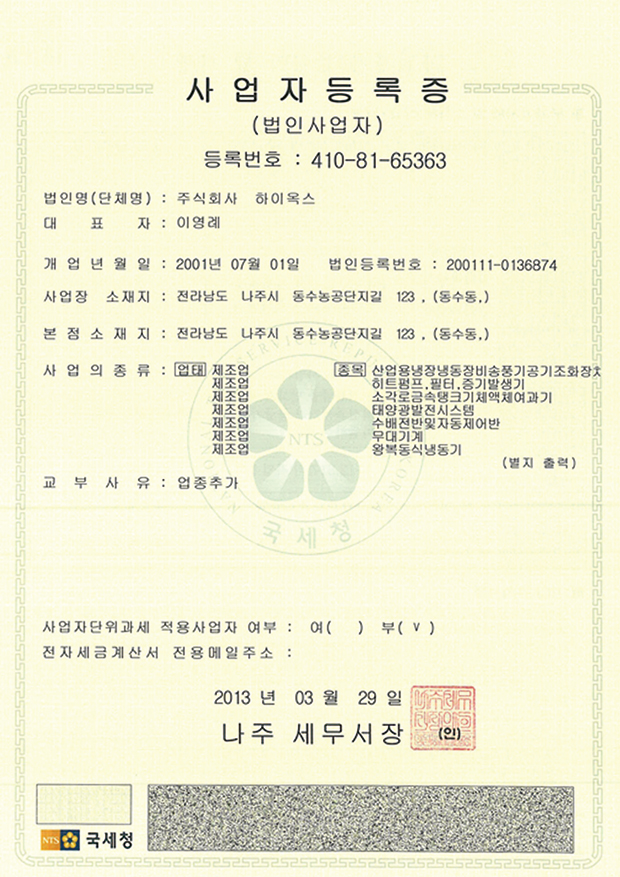 사업자등록증
(법인사업자)
등록번호 : 410-81-65363
법인명(단체명) : 주식회사 하이옥스
대표자 : 이영례
개업년월일 : 2001년 07월 01일 법인등록번호 : 200111-0136874
사업장 소재지 : 전라남도 나주시 동수농공단지길 123 , (동수동,)
본점소재지 : 전라남도 나주시 동수농공단지길 123 , (동수동,)
사업의종류 : 업태 제조업 종목 산업용냉장냉동장비송풍기공기조화장치
제조업 히트펌프,필터,증기발생기
제조업 소각로금속탱크기체액체여과기
제조업 태양광발전시스템
제조업 수배전반및자동제어반
제조업 무대기계
제조업 왕복동식냉동기
(별지 출력)
교부사유 : 업종추가
NATIONAL TAX SERVICE REPUBLIC OF KOREA
NTS
국세청
사업자단위과세 적용사업자 여부 : 여( ) 부( V )
전자세금계산서 전용메일주소 :
2013 년 03 월 29 일
나주 세무서장 (인)
NTS 국세청